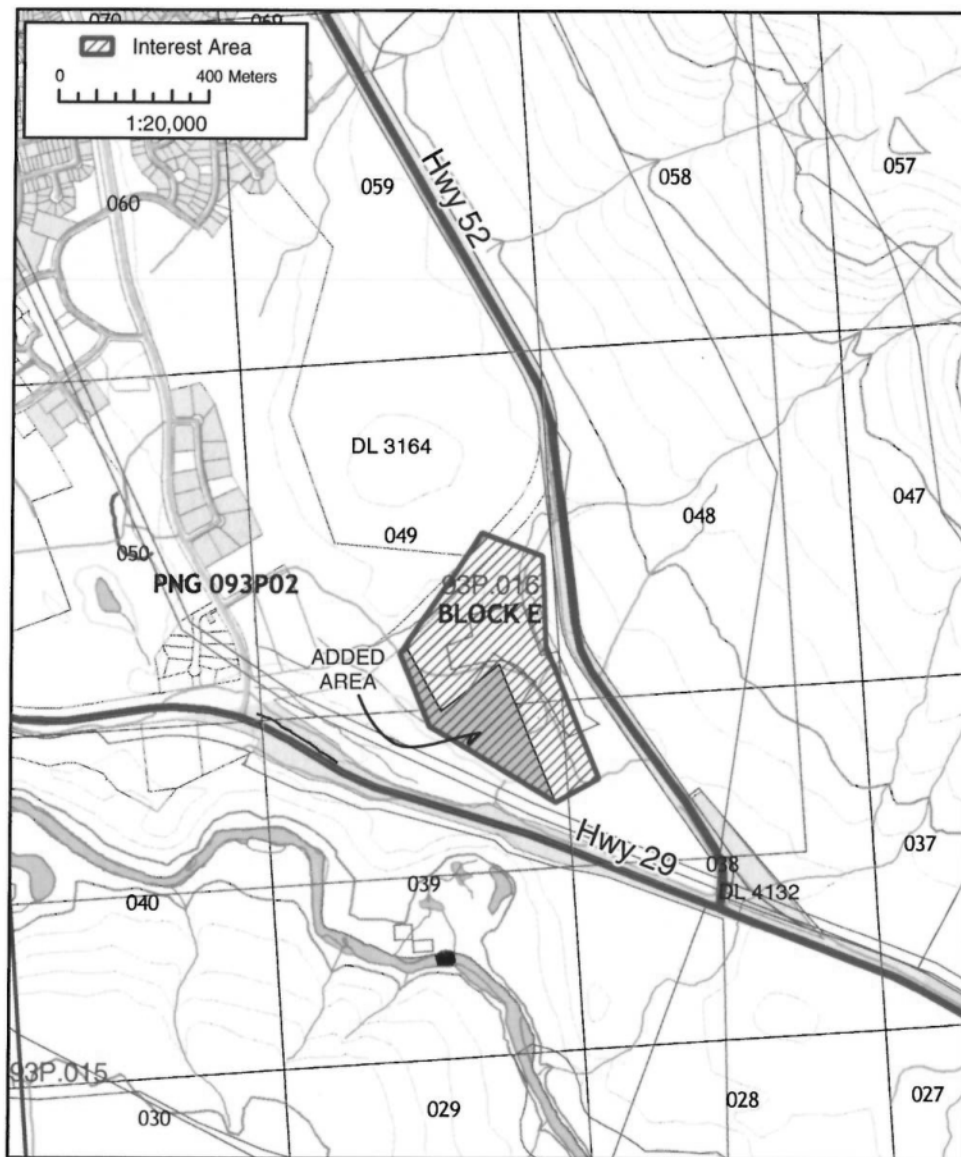 070
069
Interest Area
0 400 Meters
1:20,000
Hwy 52
059
058
057
060
DL 3164
049
048
047
050
PNG 093P02
93P.016
BLOCK E
ADDED
AREA
Hwy 29
038
037
DL 4132
039
040
93P.015
030
029
028
027